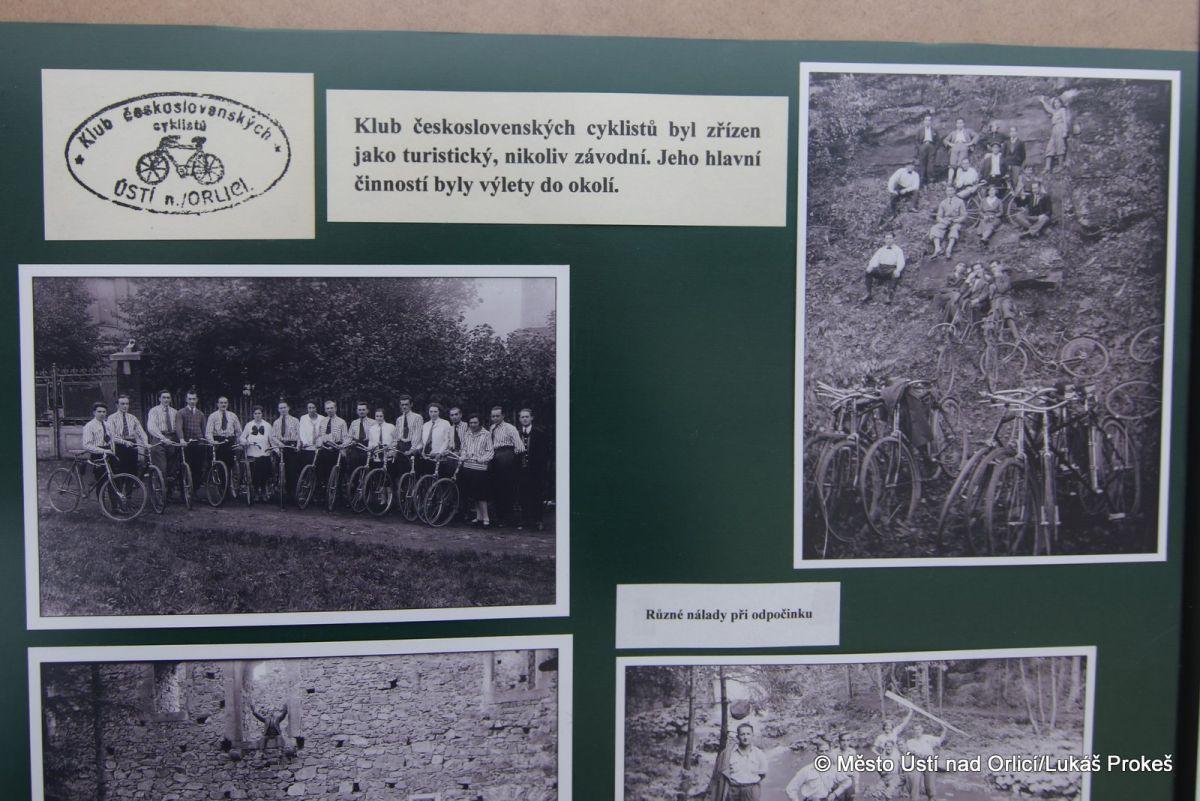 Klub československých
cyklistů
ÚSTÍ n./ORLICÍ.
Klub československých cyklistů byl zřízen
jako turistický, nikoliv závodní. Jeho hlavní
činností byly výlety do okolí.
Různé nálady při odpočinku
© Město Ústí nad Orlicí/Lukáš Prokeš